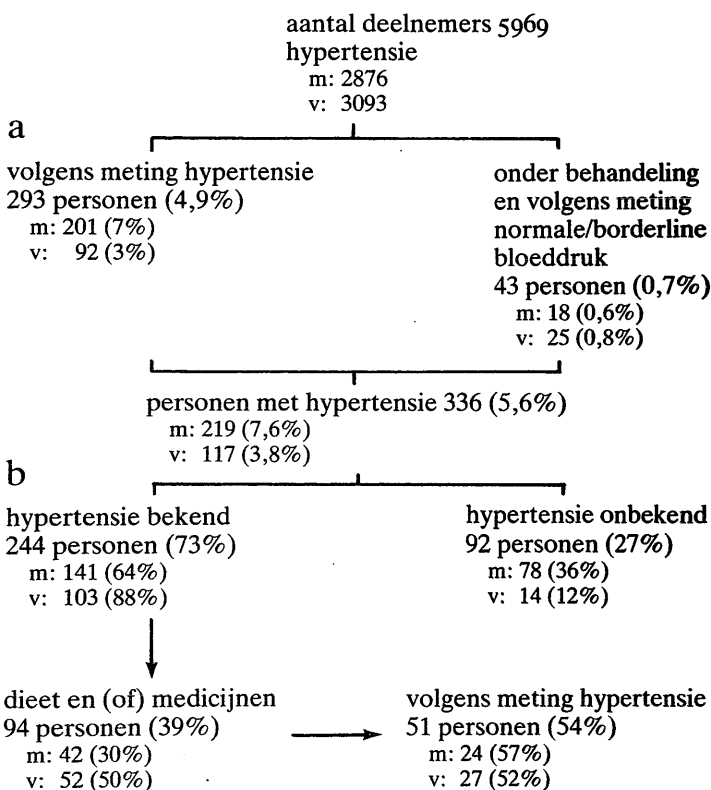 aantal deelnemers 5969
hypertensie
m: 2876
v: 3093
a
volgens meting hypertensie
293 personen (4,9%)
m: 201 (7%)
v: 92 (3%)
onder behandeling
en volgens meting
normale/borderline
bloeddruk
43 personen (0,7%)
m: 18 (0,6%)
v: 25 (0,8%)
personen met hypertensie 336 (5,6%)
m: 219 (7,6%)
v: 117 (3,8%)
b
hypertensie bekend
244 personen (73%)
m: 141 (64%)
v: 103 (88%)
hypertensie onbekend
92 personen (27%)
m: 78 (36%)
v: 14 (12%)
dieet en (of) medicijnen
94 personen (39%)
m: 42 (30%)
v: 52 (50%)
volgens meting hypertensie
51 personen (54%)
m: 24 (57%)
v: 27 (52%)